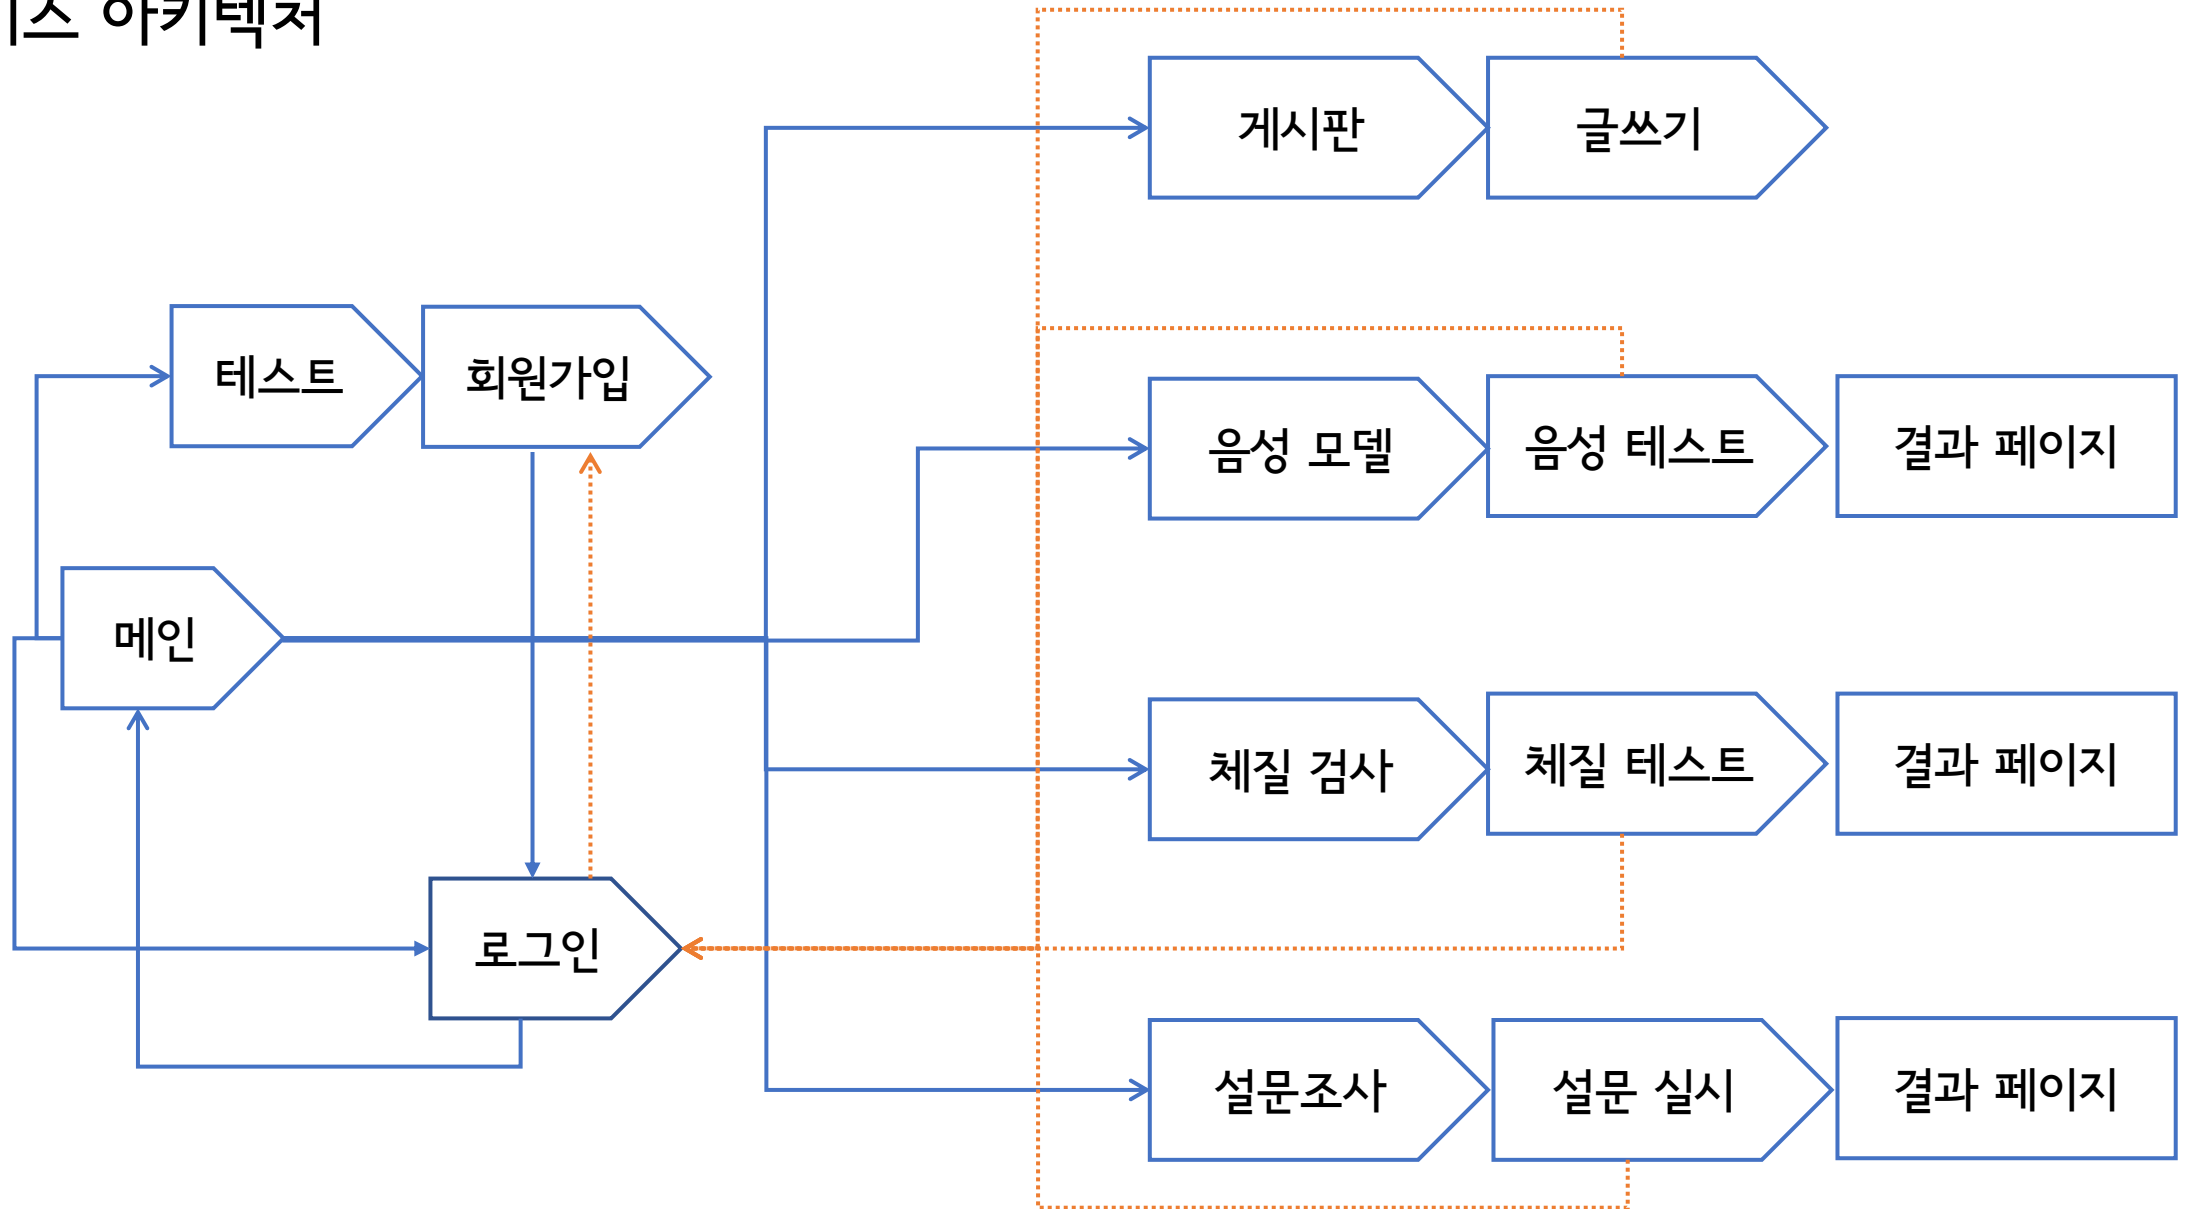 아키텍처
게시판
글쓰기
테스트
회원가입
음성 모델
음성 테스트
결과 페이지
메인
체질 검사
체질 테스트
결과 페이지
로그인
설문조사
설문 실시
결과 페이지